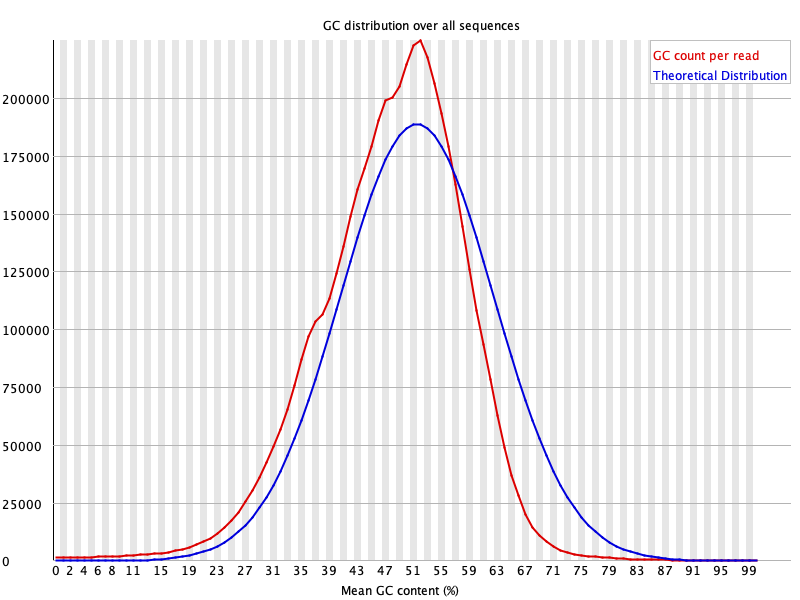 GC distribution over all sequences
GC count per read
Theoretical Distribution
200000
175000
150000
125000
100000
75000
50000
25000
0
0 2 4 6 8 11 15 19 23 27 31 35 39 43 47 51 55 59 63 67 71 75 79 83 87 91 95 99
Mean GC content (%)